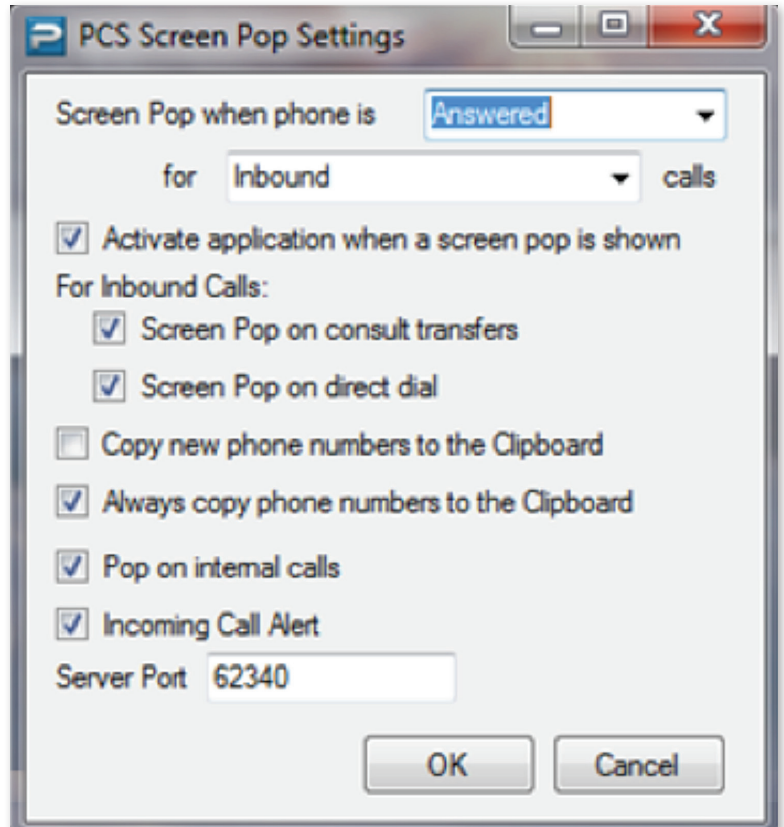 PCS Screen Pop Settings
Screen Pop when phone is Answered
for Inbound calls
Activate application when a screen pop is shown
For Inbound Calls:
Screen Pop on consult transfers
Screen Pop on direct dial
Copy new phone numbers to the Clipboard
Always copy phone numbers to the Clipboard
Pop on internal calls
Incoming Call Alert
Server Port 62340
OK Cancel